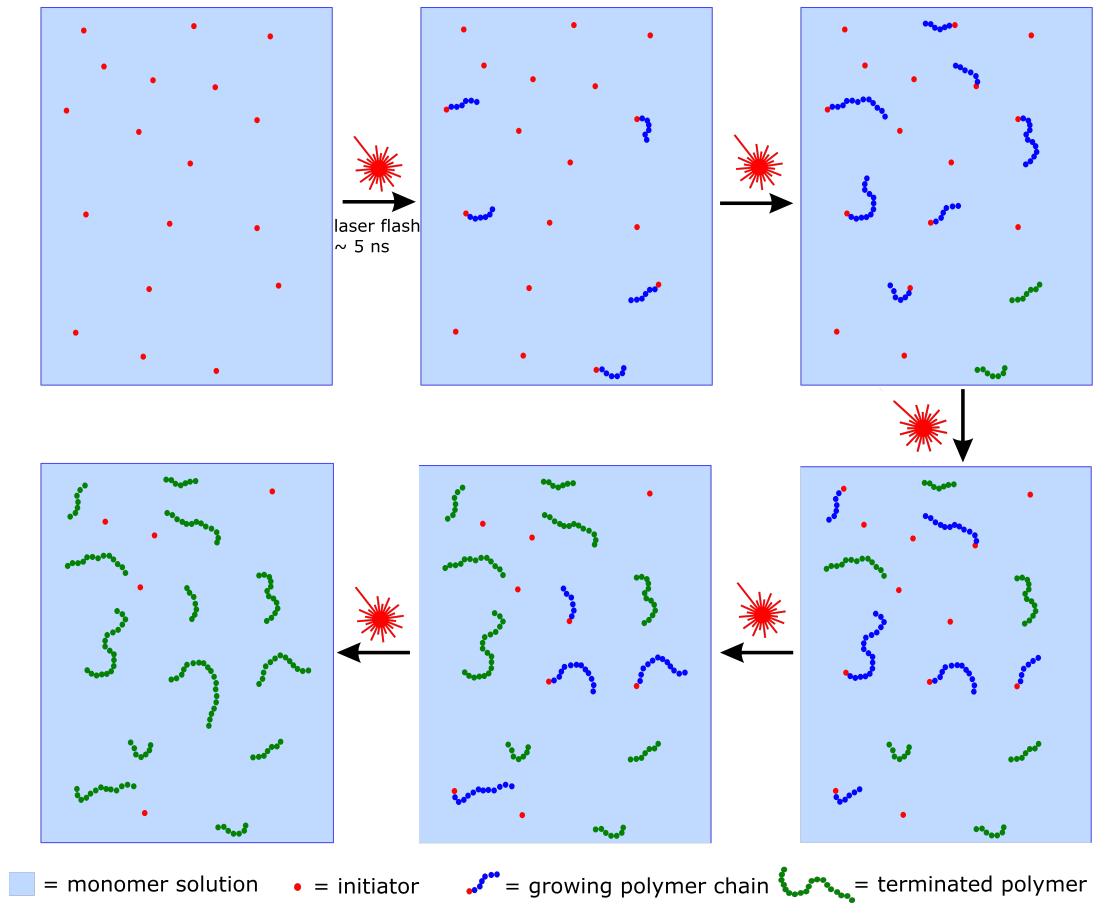 laser flash
~ 5 ns
= monomer solution
= initiator
= growing polymer chain
= terminated polymer